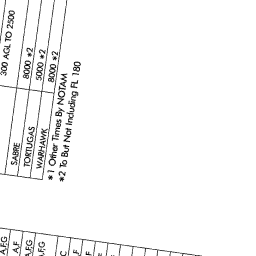 300 AGL TO 2500
SABRE 8000 *2
TORTUGAS 5000 *2
WARHAWK 8000 *2
*1 Other Times By NOTAM
*2 To But Not Including FL 180
A,F,G
A,F
A,F,G
A,F,G